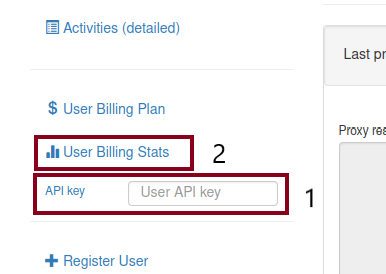 Activities (detailed)
Last pr
$ User Billing Plan
Proxy rea
User Billing Stats 2
API key User API key 1
Register User